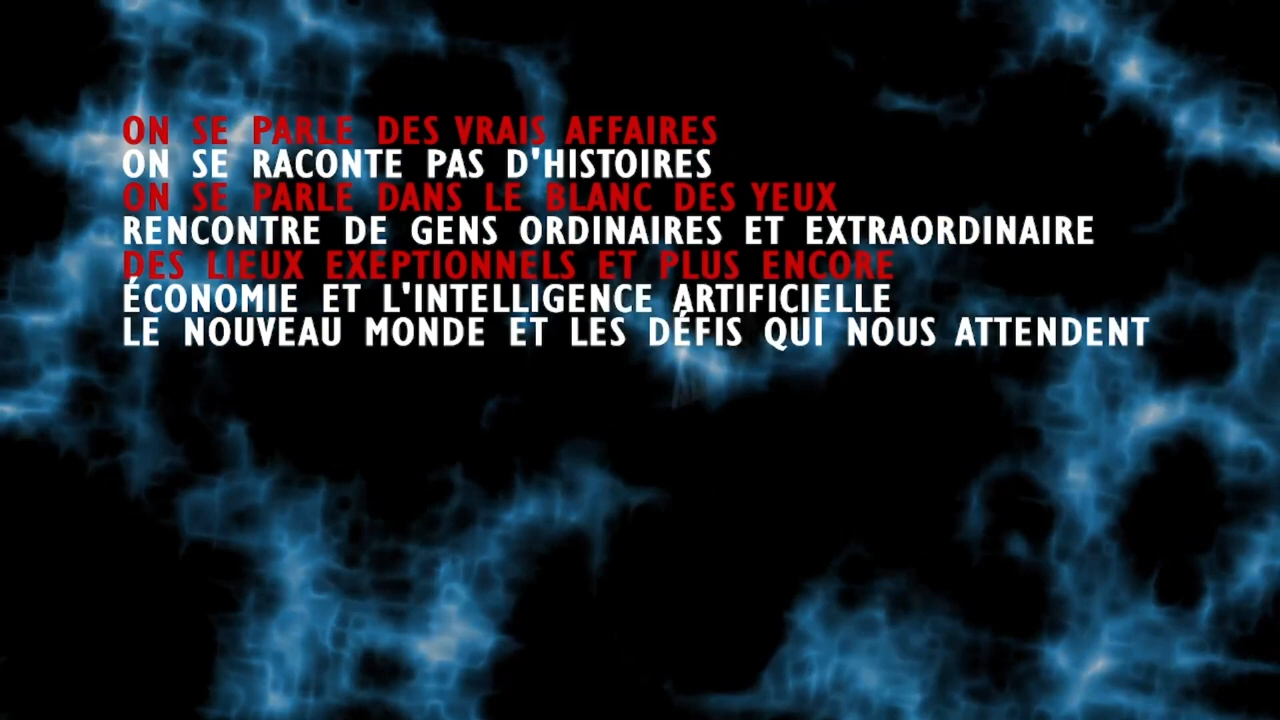 ON SE PARLE DES VRAIS AFFAIRES
ON SE RACONTE PAS D'HISTOIRES
ON SE PARLE DANS LE BLANC DES YEUX
RENCONTRE DE GENS ORDINAIRES ET EXTRAORDINAIRE
DES LIEUX EXEPTIONNELS ET PLUS ENCORE
ÉCONOMIE ET L'INTELLIGENCE ARTIFICIELLE
LE NOUVEAU MONDE ET LES DÉFIS QUI NOUS ATTENDENT